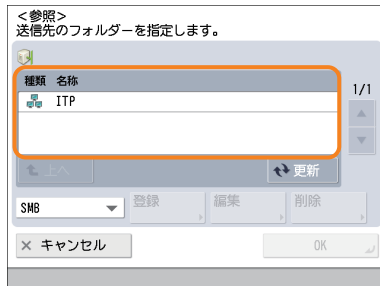 <参照>
送信先のフォルダーを指定します。
種類 名称
1/1
ITP
上へ
更新
SMB
登録
編集
削除
キャンセル
OK